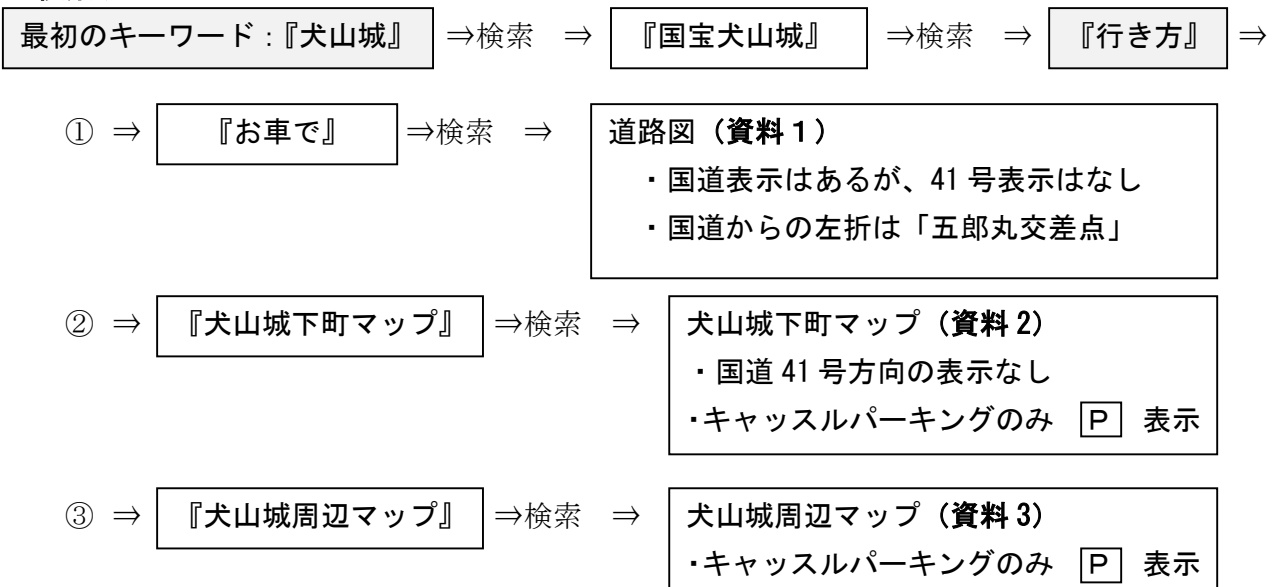 最初のキーワード：『犬山城』 ⇒検索 ⇒ 『国宝犬山城』 ⇒検索 ⇒ 『行き方』 ⇒
① ⇒ 『お車で』 ⇒検索 ⇒ 道路図（資料１）
・国道表示はあるが、41 号表示はなし
・国道からの左折は「五郎丸交差点」
② ⇒ 『犬山城下町マップ』 ⇒検索 ⇒ 犬山城下町マップ（資料 2）
・国道 41 号方向の表示なし
・キャッスルパーキングのみ Ｐ 表示
③ ⇒ 『犬山城周辺マップ』 ⇒検索 ⇒ 犬山城周辺マップ（資料 3）
・キャッスルパーキングのみ Ｐ 表示